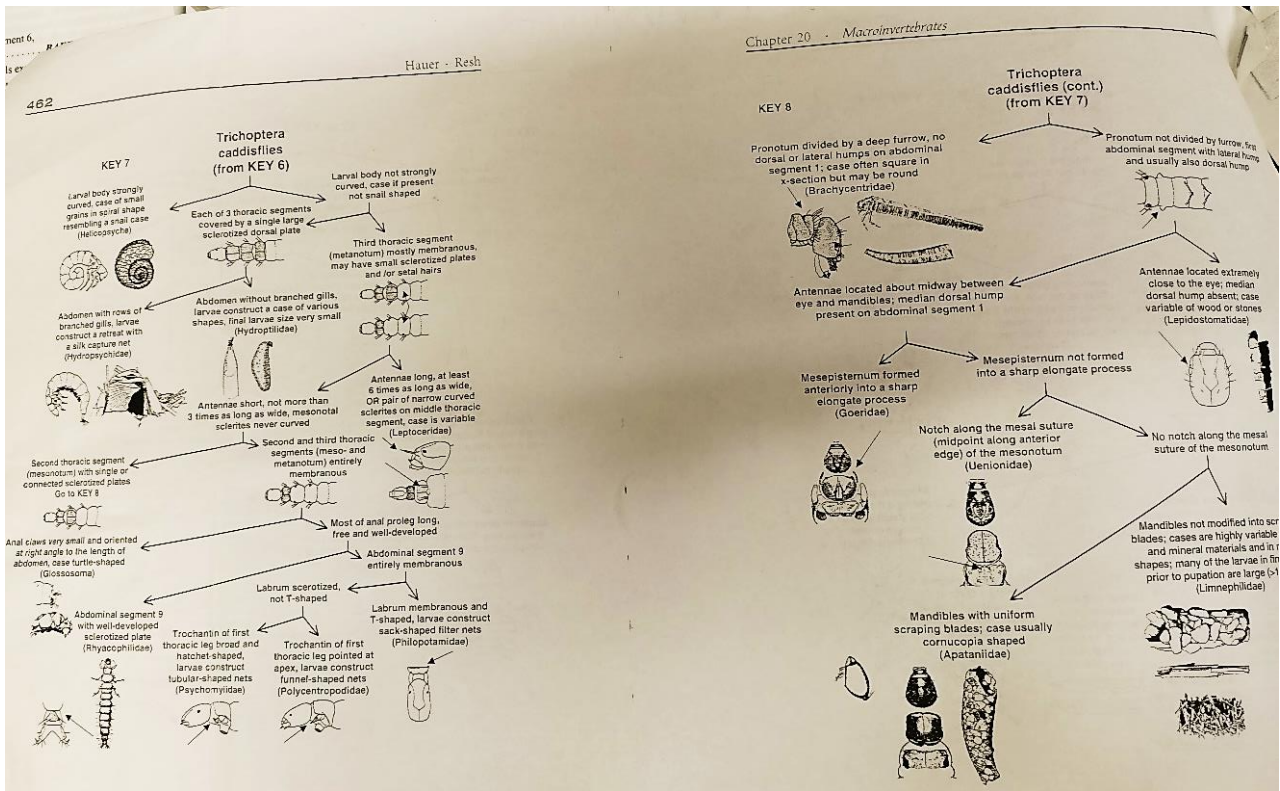 ment 6,
462
Hauer · Resh
KEY 7
Trichoptera
caddisflies
(from KEY 6)
Larval body strongly
curved, case of small
grains in spiral shape
resembling a snail case
(Helicopsyche)
Larval body not strongly
curved, case if present
not snail shaped
Each of 3 thoracic segments
covered by a single large
sclerotized dorsal plate
Third thoracic segment
(metanotum) mostly membranous,
may have small sclerotized plates
and/or setal hairs
Abdomen with rows of
branched gills, larvae
construct a retreat with
a silk capture net
(Hydropsychicae)
Abdomen without branched gills,
larvae construct a case of various
shapes, final larvae size very small
(Hydroptilidae)
Antennae short, not more than
3 times as long as wide, mesonotal
sclerites never curved
Antennae long, at least
6 times as long as wide,
OR pair of narrow curved
sclerites on middle thoracic
segment, case is variable
(Leptoceridae)
Second thoracic segment
(mesonotum) with single or
connected sclerotized plates
Go to KEY 8
Second and third thoracic
segments (meso- and
metanotum) entirely
membranous
Anal claws very small and oriented
at right angle to the length of
abdomen, case turtle-shaped
(Glossosoma)
Most of anal proleg long,
free and well-developed
Abdominal segment 9
with well-developed
sclerotized plate
(Rhyacophilidae)
Abdominal segment 9
entirely membranous
Labrum scerotized,
not T-shaped
Labrum membranous and
T-shaped, larvae construct
sack-shaped filter nets
(Philopotamidae)
Trochantin of first
thoracic leg broad and
hatchet-shaped,
larvae construct
tubular-shaped nets
(Psychomyiidae)
Trochantin of first
thoracic leg pointed at
apex, larvae construct
funnel-shaped nets
(Polycentropodidae)
Chapter 20 · Macroinvertebrates
KEY 8
Trichoptera
caddisflies (cont.)
(from KEY 7)
Pronotum divided by a deep furrow, no
dorsal or lateral humps on abdominal
segment 1; case often square in
x-section but may be round
(Brachycentridae)
Pronotum not divided by furrow, first
abdominal segment with lateral hump
and usually also dorsal hump
Antennae located about midway between
eye and mandibles; median dorsal hump
present on abdominal segment 1
Antennae located extremely
close to the eye; median
dorsal hump absent; case
variable of wood or stones
(Lepidostomatidae)
Mesepisternum formed
anteriorly into a sharp
elongate process
(Goeridae)
Mesepisternum not formed
into a sharp elongate process
Notch along the mesal suture
(midpoint along anterior
edge) of the mesonotum
(Uenionidae)
No notch along the mesal
suture of the mesonotum
Mandibles with uniform
scraping blades; case usually
cornucopia shaped
(Apataniidae)
Mandibles not modified into scr
blades; cases are highly variable
and mineral materials and in
shapes; many of the larvae in fin
prior to pupation are large (>1
(Limnephilidae)